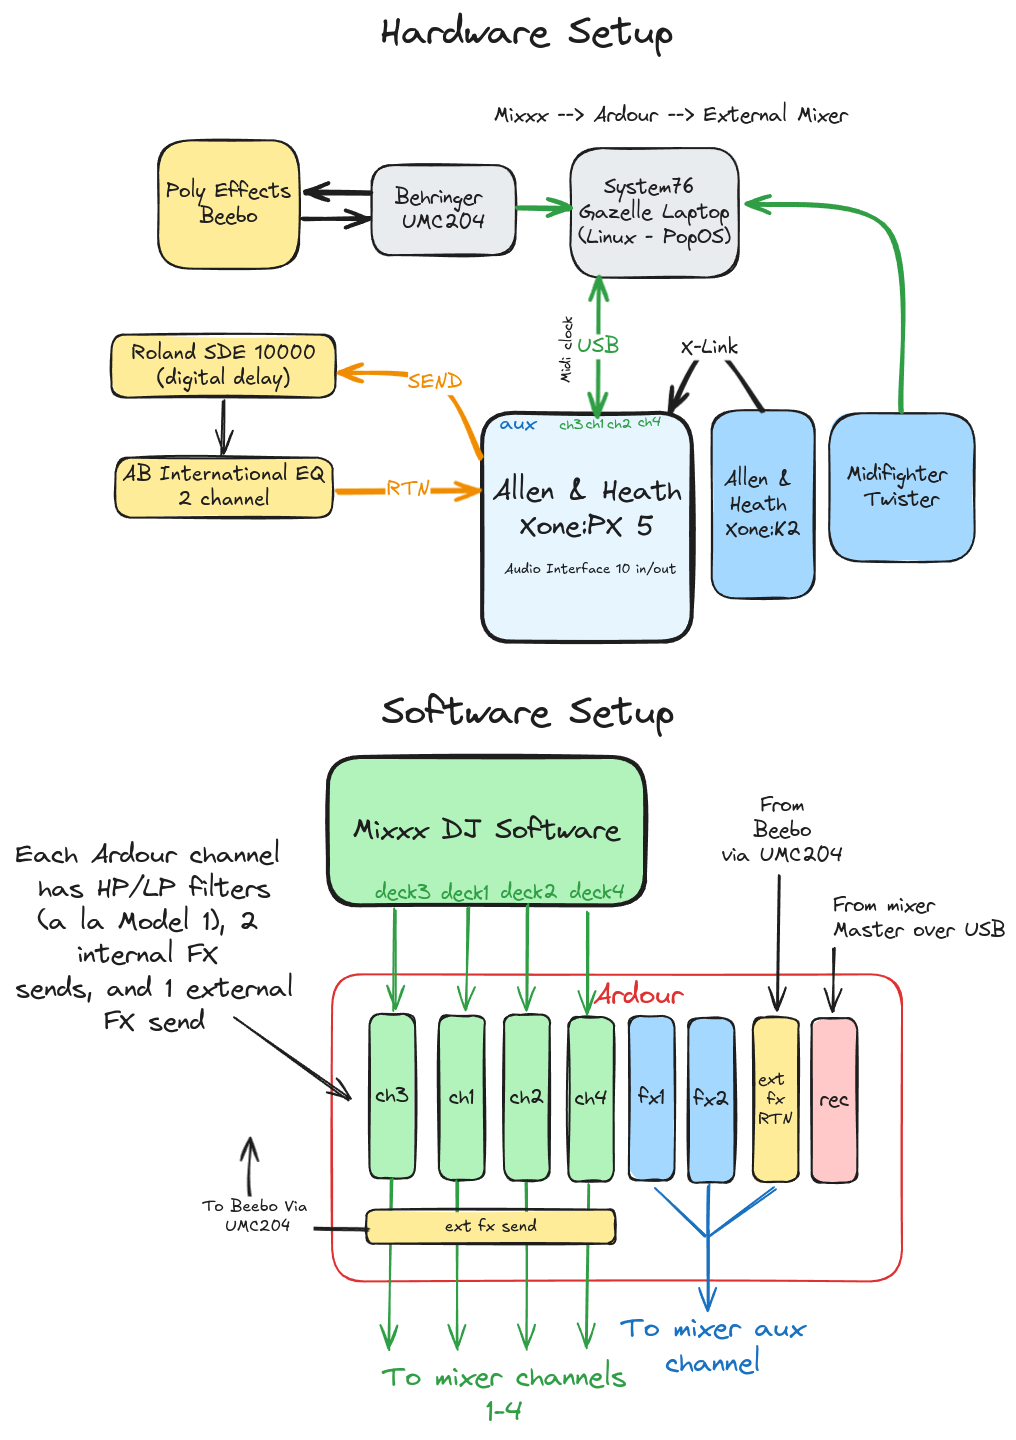 Hardware Setup
Mixxx --> Ardour --> External Mixer
Poly Effects
Beebo
Behringer
UMC204
System76
Gazelle Laptop
(Linux - PopOS)
Midi clock
USB
X-Link
Roland SDE 10000
(digital delay)
SEND
AB International EQ
2 channel
RTN
aux
ch3 ch1 ch2 ch4
Allen & Heath
Xone:PX 5
Audio Interface 10 in/out
Allen &
Heath
Xone:K2
Midifighter
Twister
Software Setup
Mixxx DJ Software
deck3 deck1 deck2 deck4
From
Beebo
via UMC204
From mixer
Master over USB
Each Ardour channel
has HP/LP filters
(a la Model 1), 2
internal FX
sends, and 1 external
FX send
Ardour
ch3
ch1
ch2
ch4
fx1
fx2
ext
fx
RTN
rec
To Beebo Via
UMC204
ext fx send
To mixer aux
channel
To mixer channels
1-4